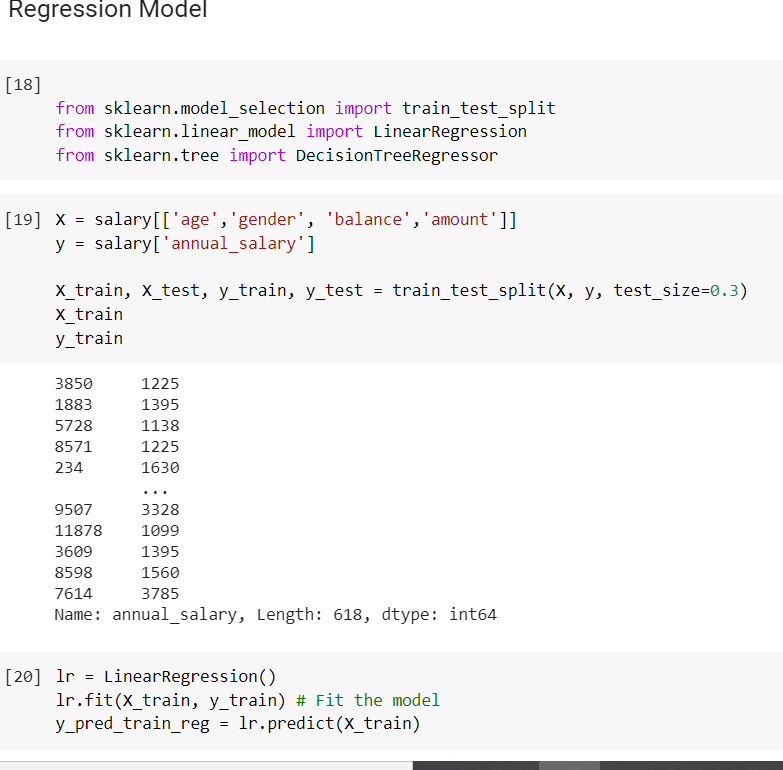 Regression Model
[18]
from sklearn.model_selection import train_test_split
from sklearn.linear_model import LinearRegression
from sklearn.tree import DecisionTreeRegressor
[19] X = salary[['age','gender', 'balance','amount']]
y = salary['annual_salary']
X_train, X_test, y_train, y_test = train_test_split(X, y, test_size=0.3)
X_train
y_train
3850 1225
1883 1395
5728 1138
8571 1225
234 1630
...
9507 3328
11878 1099
3609 1395
8598 1560
7614 3785
Name: annual_salary, Length: 618, dtype: int64
[20] lr = LinearRegression()
lr.fit(X_train, y_train) # Fit the model
y_pred_train_reg = lr.predict(X_train)